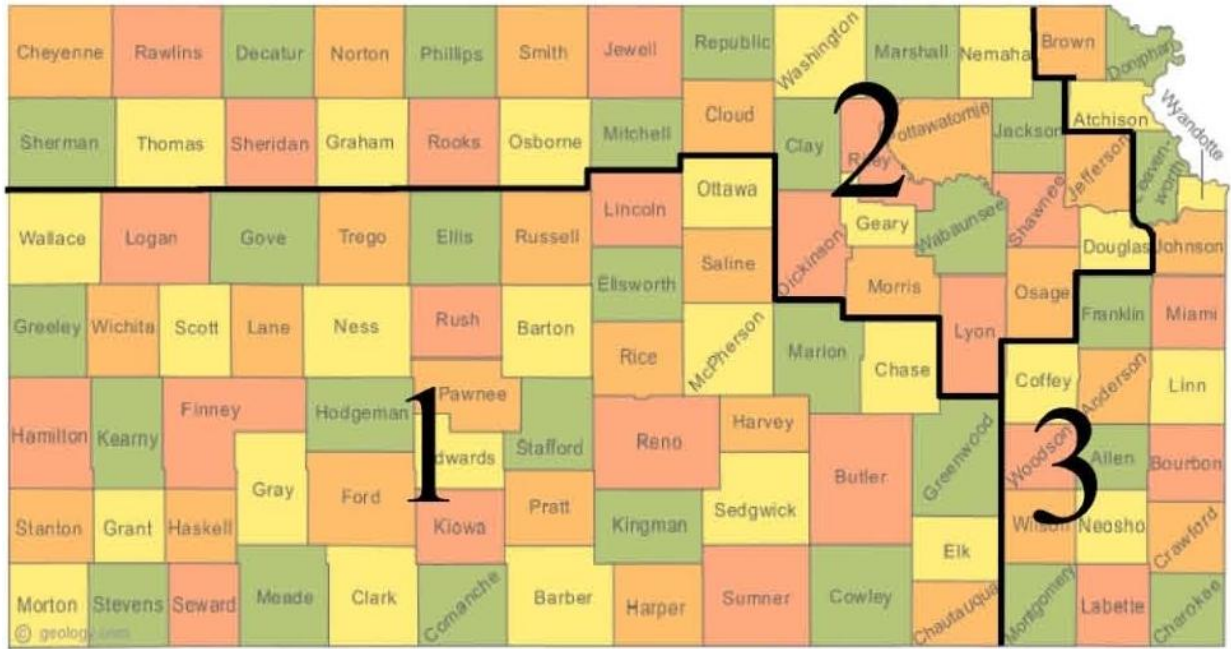 Cheyenne Rawlins Decatur Norton Phillips Smith Jewell Republic Washington Marshall Nemaha Brown Doniphan
Sherman Thomas Sheridan Graham Rooks Osborne Mitchell Cloud Clay Riley Pottawatomie Jackson Atchison Wyandotte
2
Wallace Logan Gove Trego Ellis Russell Lincoln Ottawa Dickinson Geary Wabaunsee Shawnee Jefferson Leaven-
worth
Saline Douglas Johnson
Greeley Wichita Scott Lane Ness Rush Barton Ellsworth Morris Osage Franklin Miami
Rice McPherson Marion Chase Lyon Coffey Anderson Linn
Hamilton Kearny Finney Hodgeman Pawnee Stafford Reno Harvey Butler Greenwood Woodson Allen Bourbon
1 3
Gray Ford Edwards Pratt Kingman Sedgwick
Stanton Grant Haskell Kiowa Elk Wilson Neosho Crawford
Morton Stevens Seward Meade Clark Comanche Barber Harper Sumner Cowley Chautauqua Montgomery Labette Charokee
© geology.com